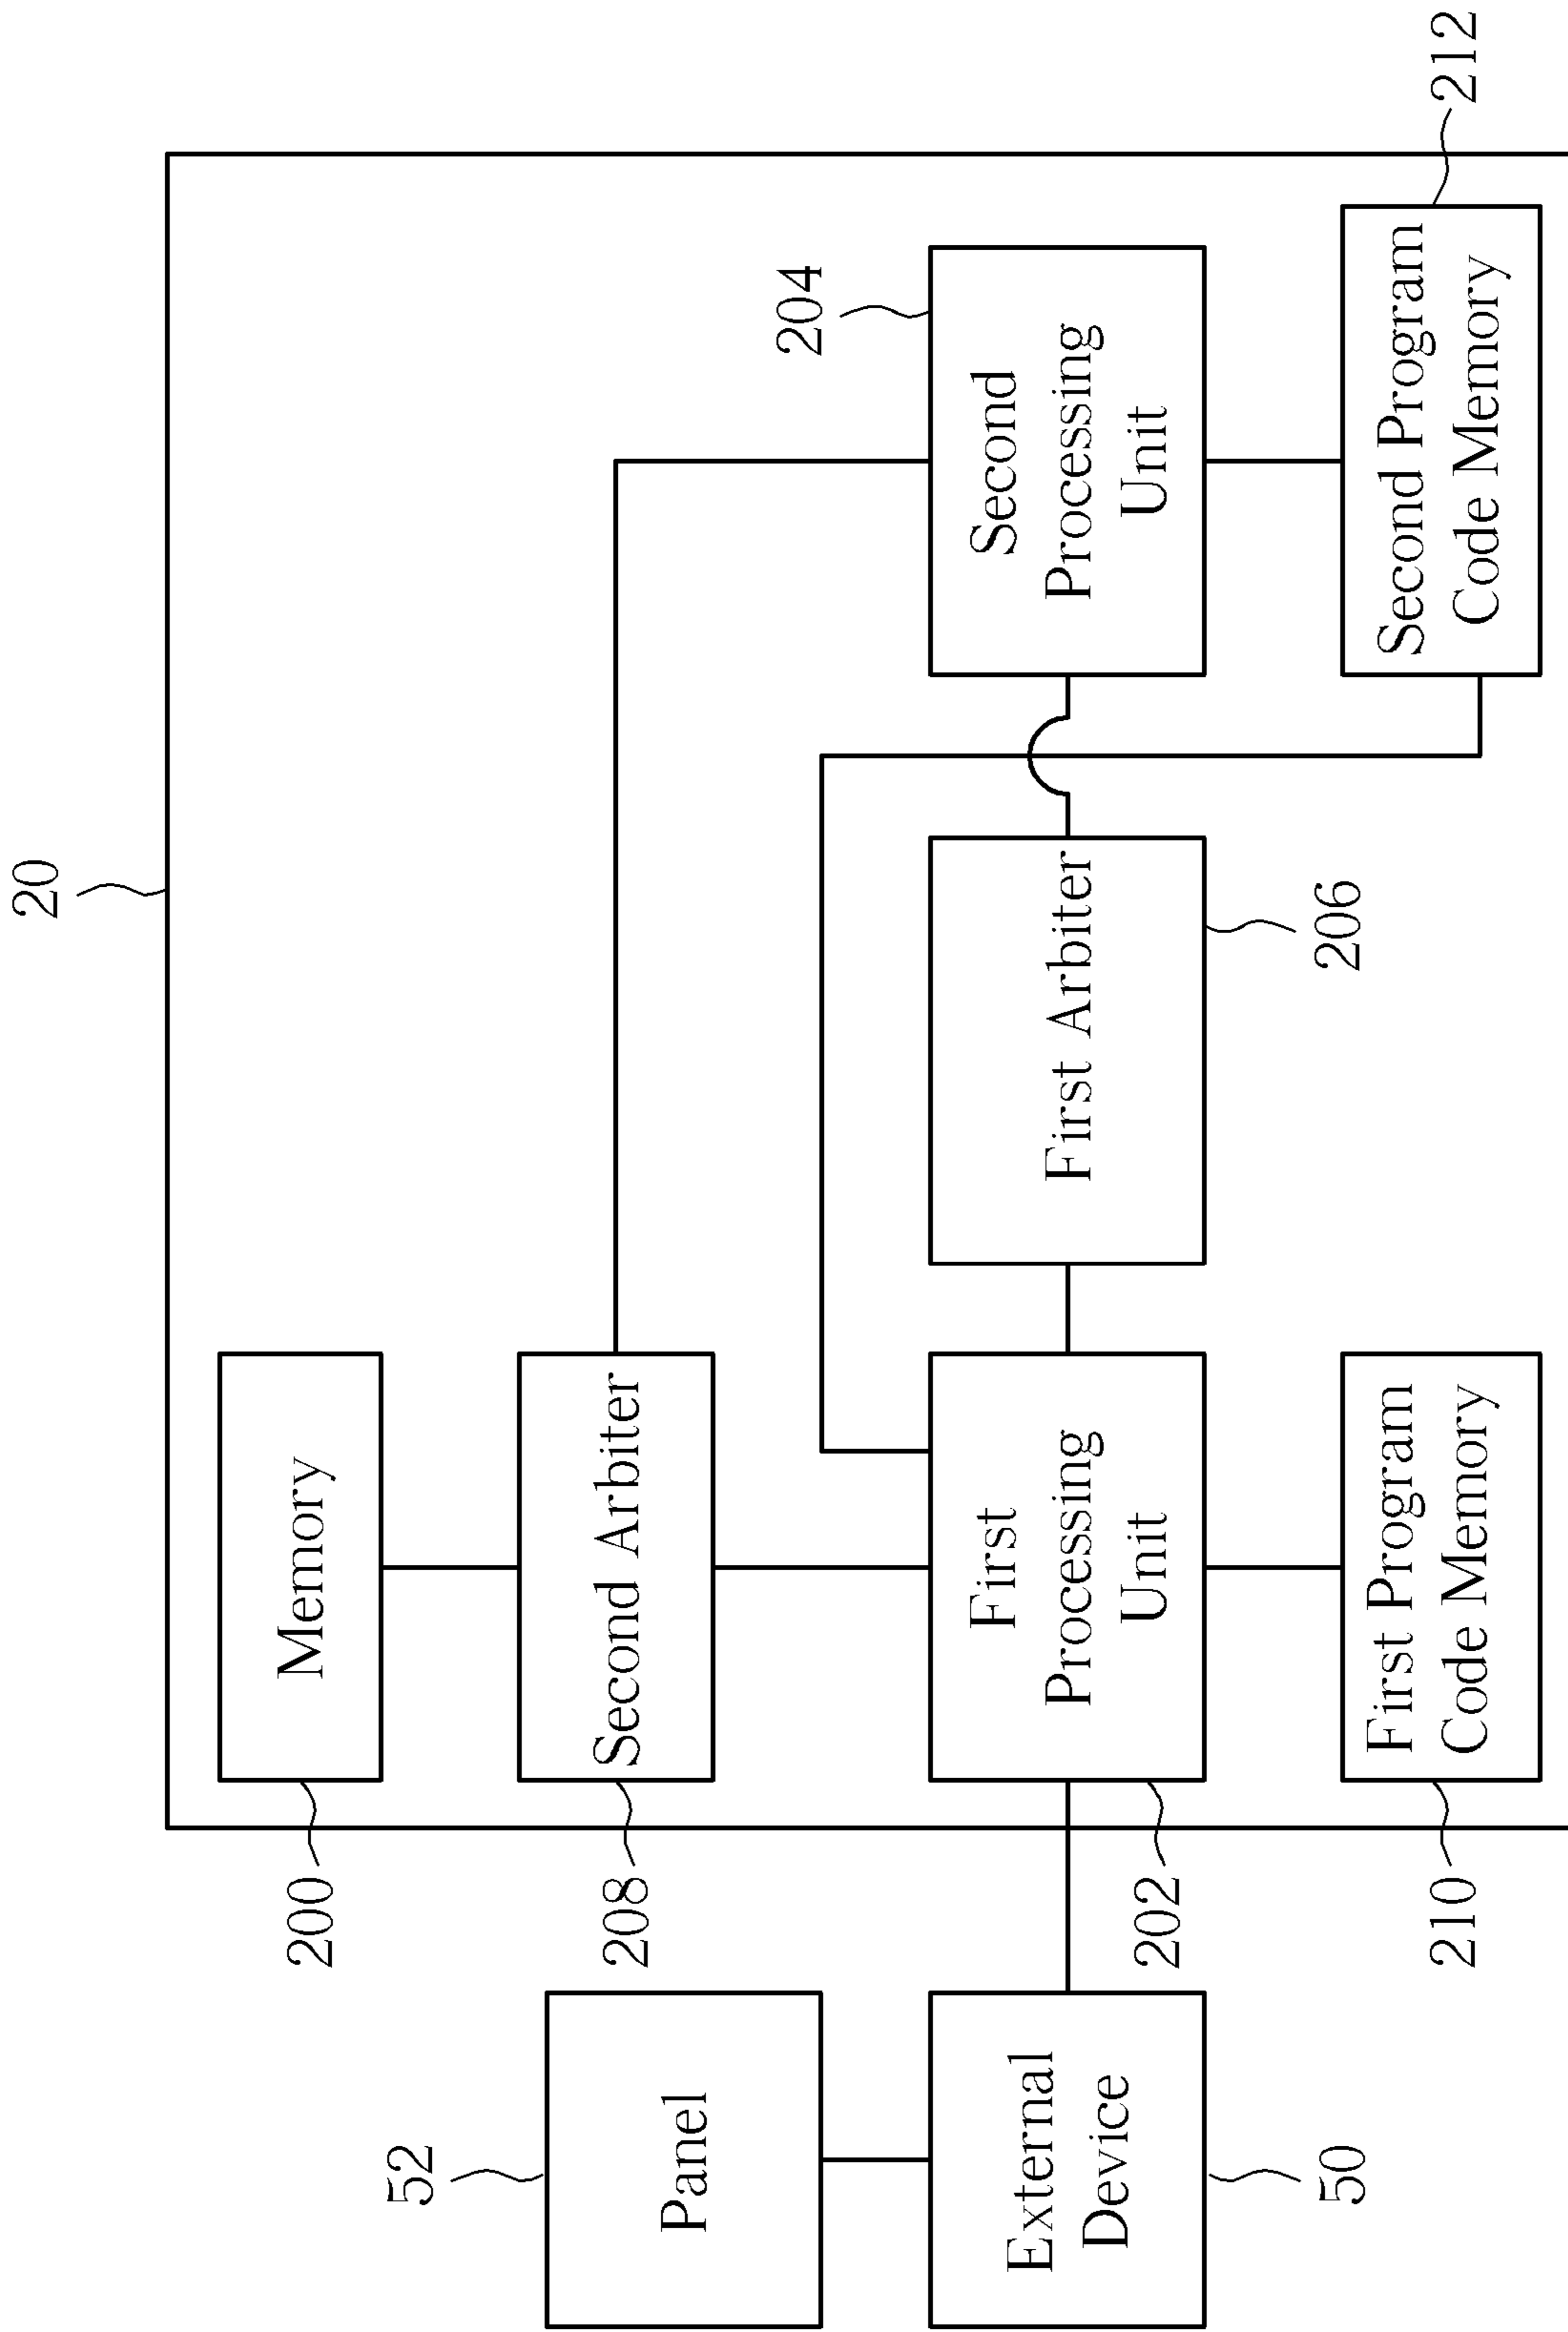 20
Memory
200
Second Arbiter
208
Panel
52
204
Second
Processing
Unit
First Arbiter
206
First
Processing
Unit
202
External
Device
50
First Program
Code Memory
210
Second Program
Code Memory
212